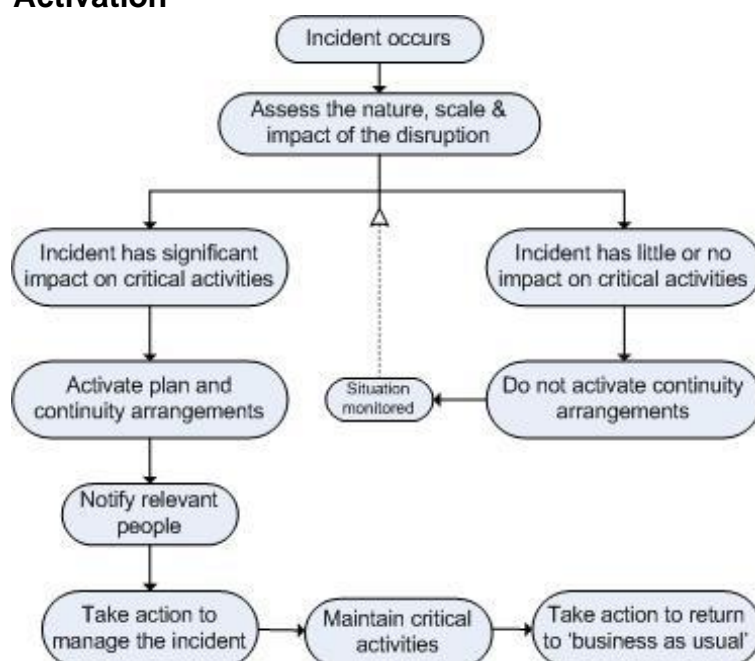 Activation
Incident occurs
Assess the nature, scale &
impact of the disruption
Incident has significant
impact on critical activities
Incident has little or no
impact on critical activities
Activate plan and
continuity arrangements
Situation
monitored
Do not activate continuity
arrangements
Notify relevant
people
Take action to
manage the incident
Maintain critical
activities
Take action to return
to 'business as usual'